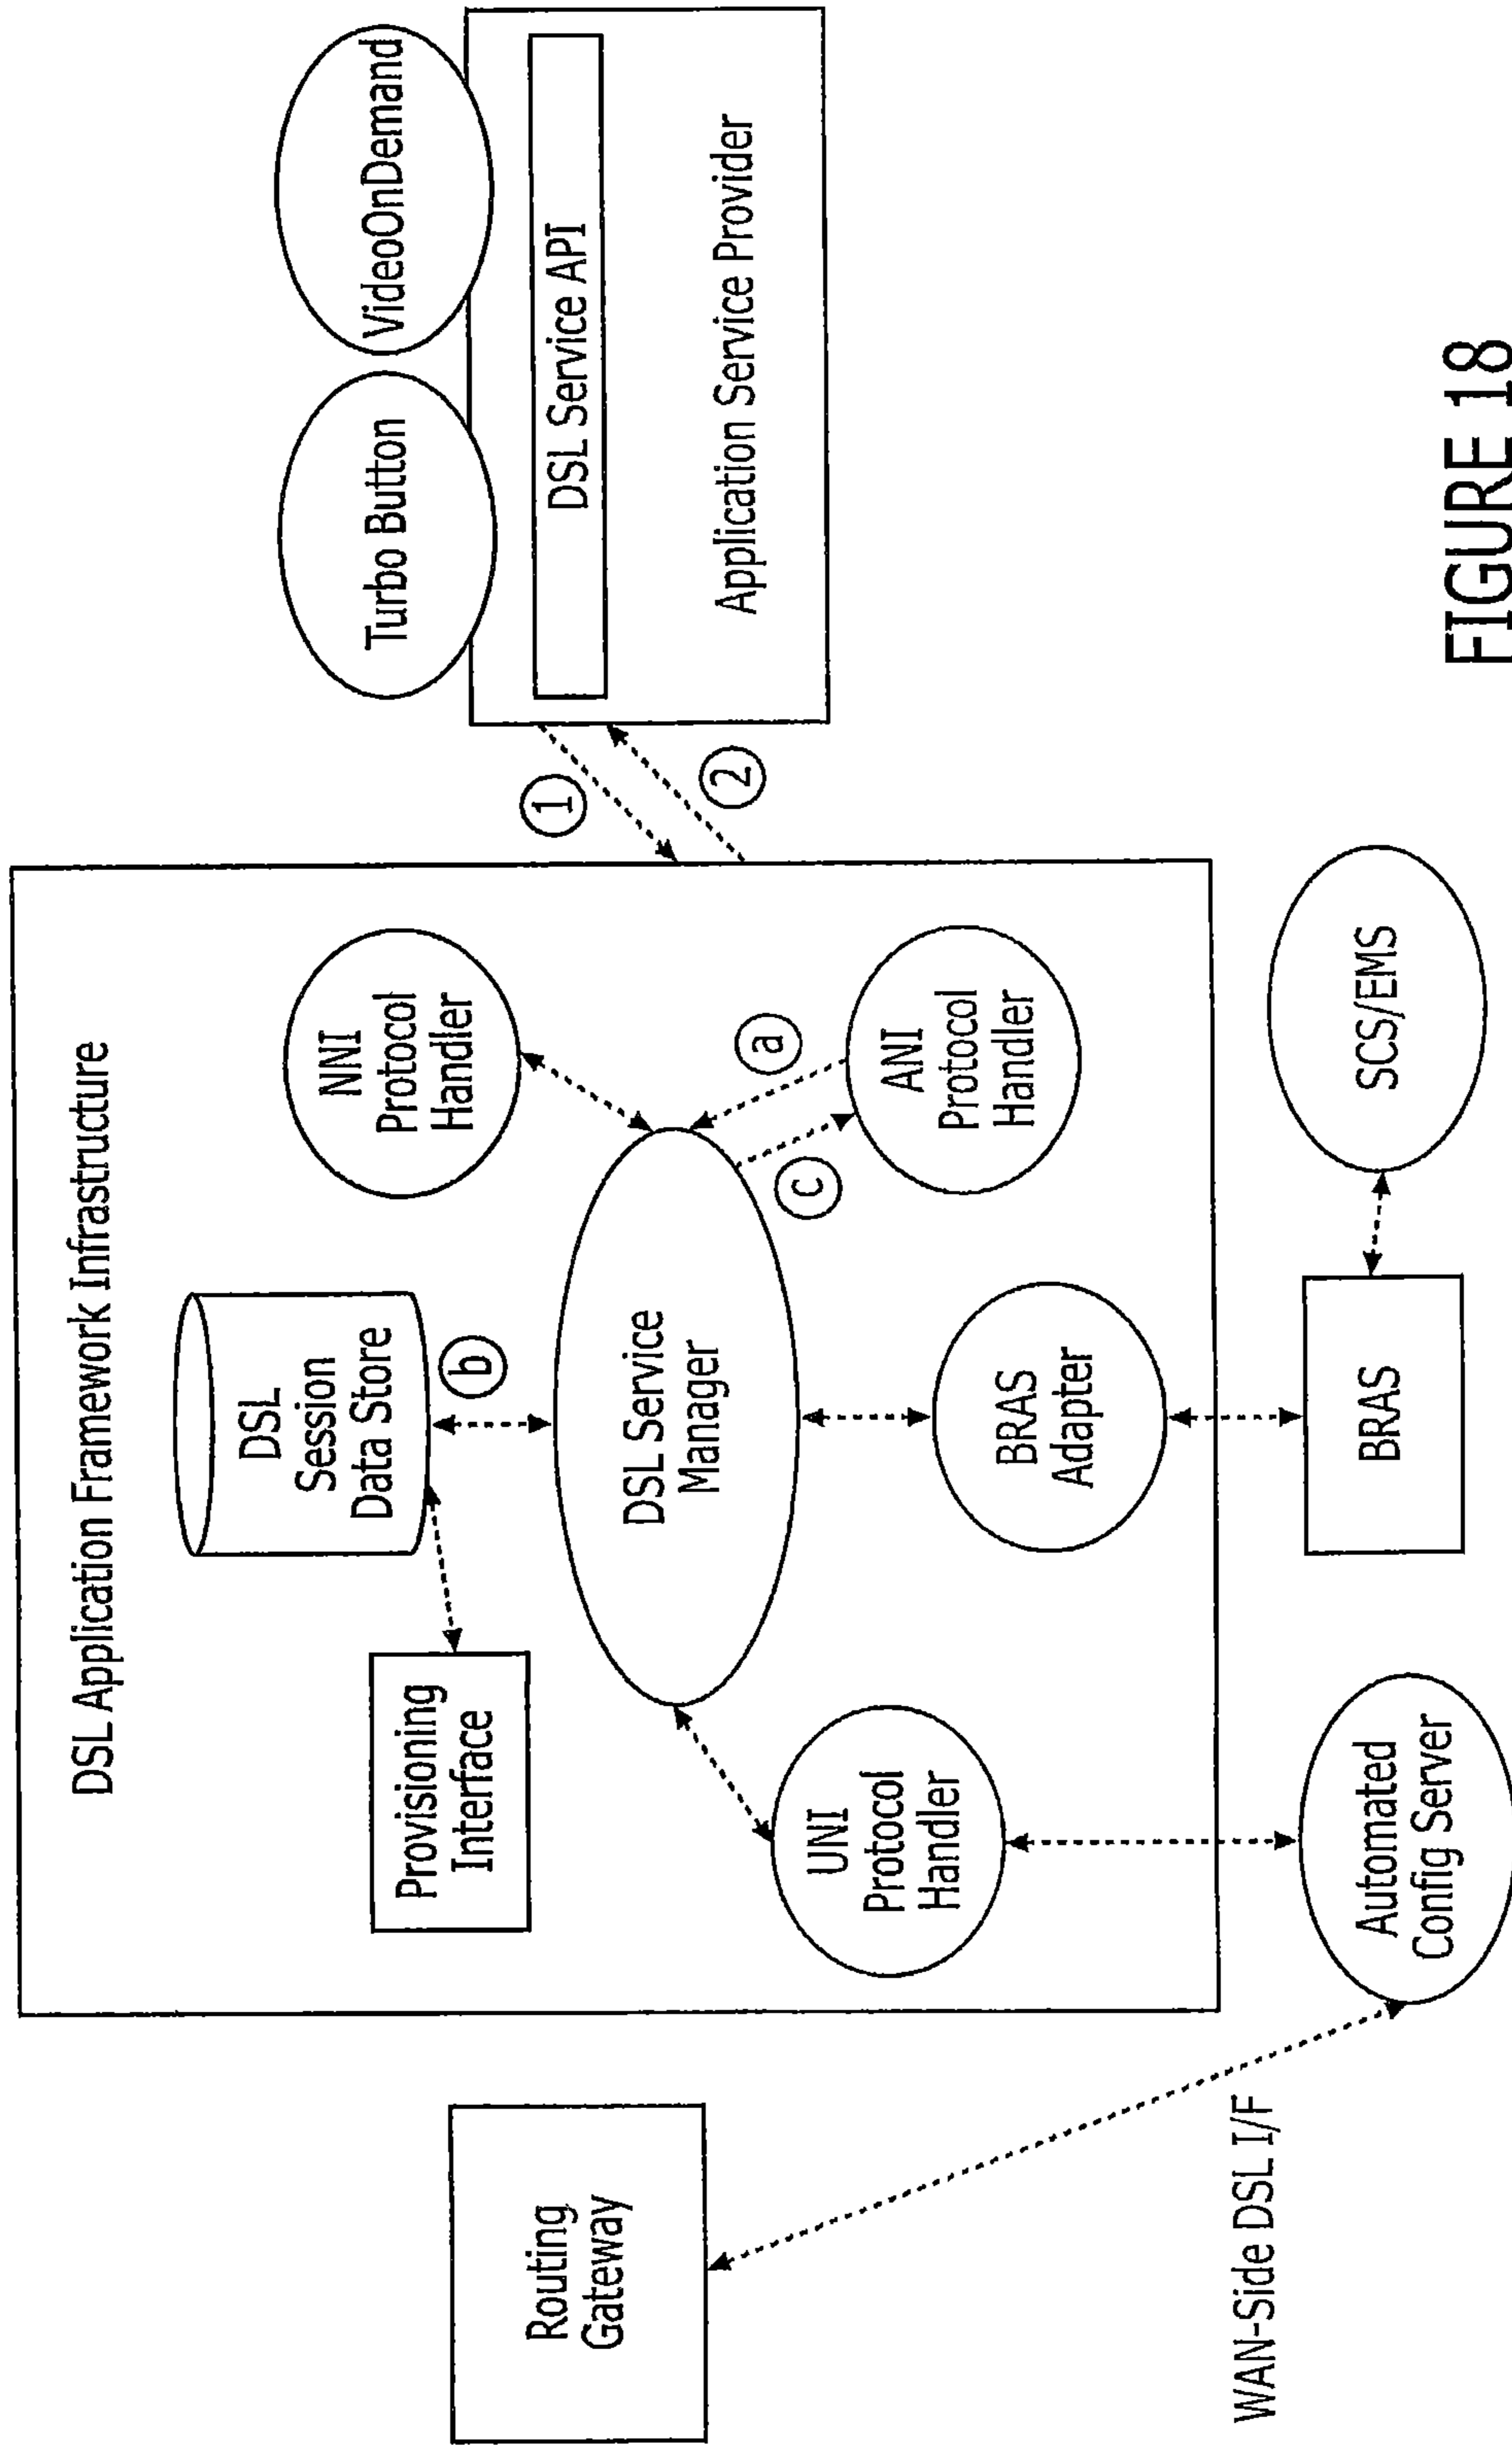 DSL Application Framework Infrastructure
Routing
Gateway
WAN-Side DSL I/F
Provisioning
Interface
DSL
Session
Data Store
b
NNI
Protocol
Handler
DSL Service
Manager
a
c
UNI
Protocol
Handler
BRAS
Adapter
ANI
Protocol
Handler
Automated
Config Server
BRAS
SCS/EMS
1
2
Turbo Button
VideoOnDemand
DSL Service API
Application Service Provider
FIGURE 18